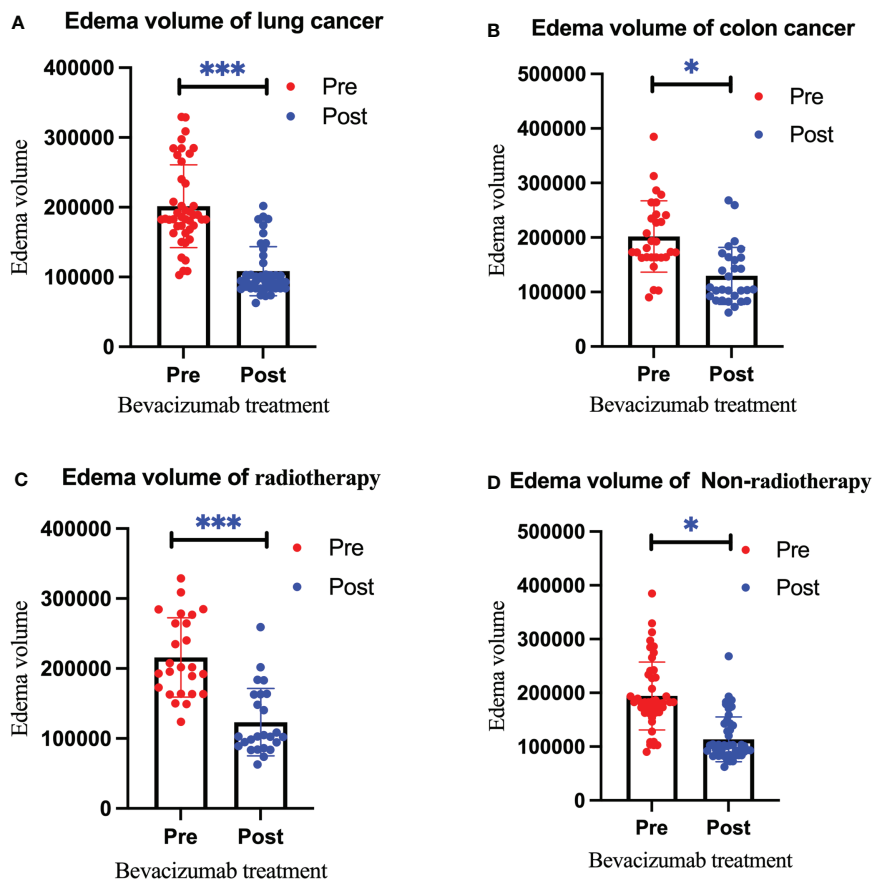 A Edema volume of lung cancer
***
Pre
Post
400000
300000
200000
100000
0
Edema volume
Pre Post
Bevacizumab treatment
B Edema volume of colon cancer
*
Pre
Post
500000
400000
300000
200000
100000
0
Edema volume
Pre Post
Bevacizumab treatment
C Edema volume of radiotherapy
***
Pre
Post
400000
300000
200000
100000
0
Edema volume
Pre Post
Bevacizumab treatment
D Edema volume of Non-radiotherapy
*
Pre
Post
500000
400000
300000
200000
100000
0
Edema volume
Pre Post
Bevacizumab treatment